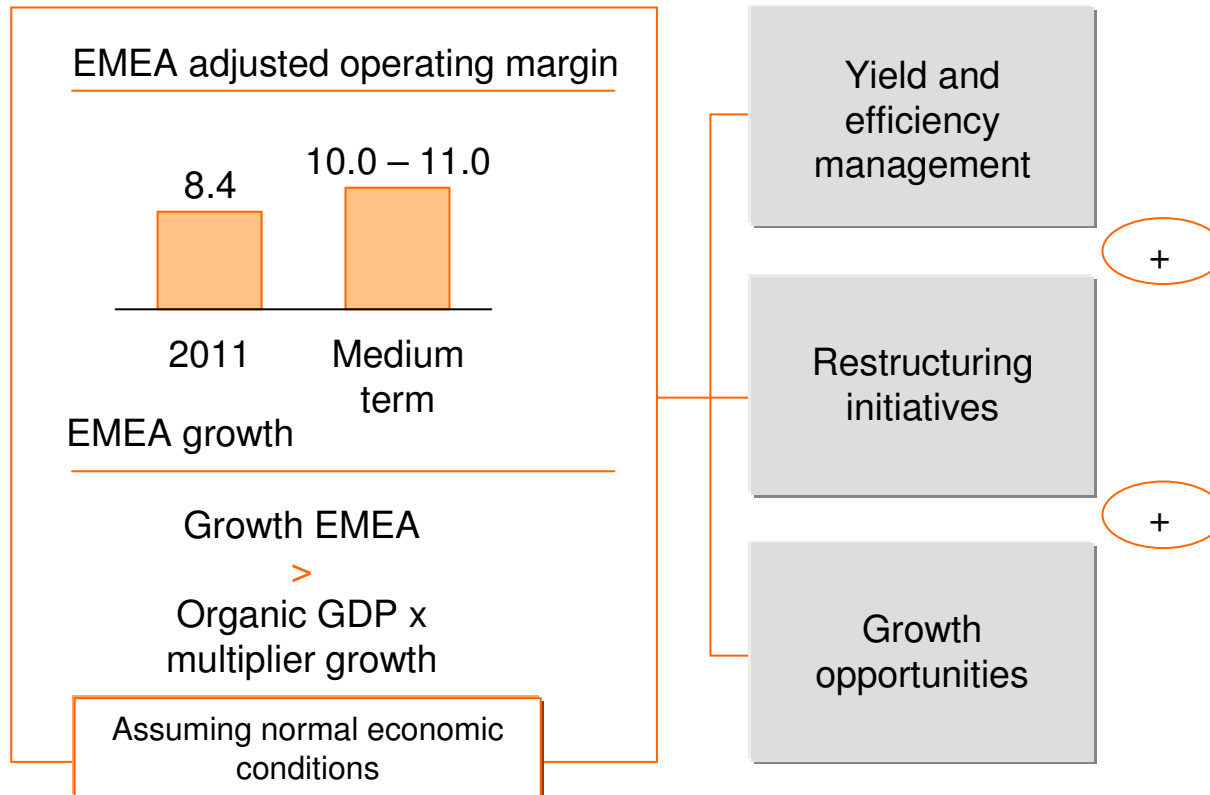 EMEA adjusted operating margin
8.4
10.0 – 11.0
2011
Medium
term
EMEA growth
Growth EMEA
>
Organic GDP x
multiplier growth
Assuming normal economic
conditions
Yield and
efficiency
management
+
Restructuring
initiatives
+
Growth
opportunities